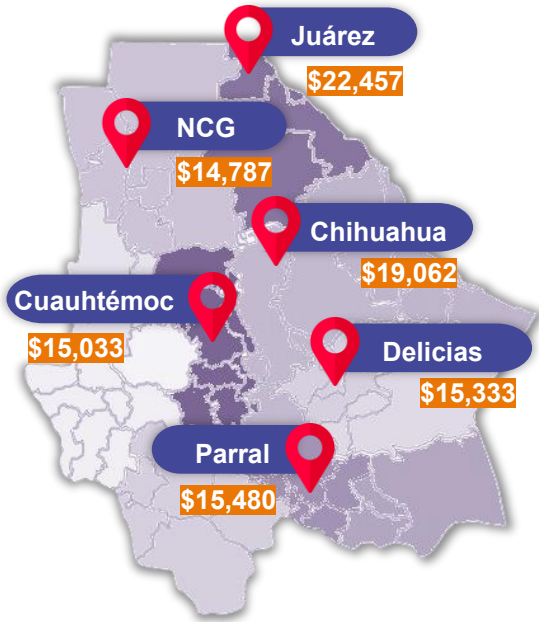 Juárez
$22,457
NCG
$14,787
Chihuahua
$19,062
Cuauhtémoc
$15,033
Delicias
$15,333
Parral
$15,480